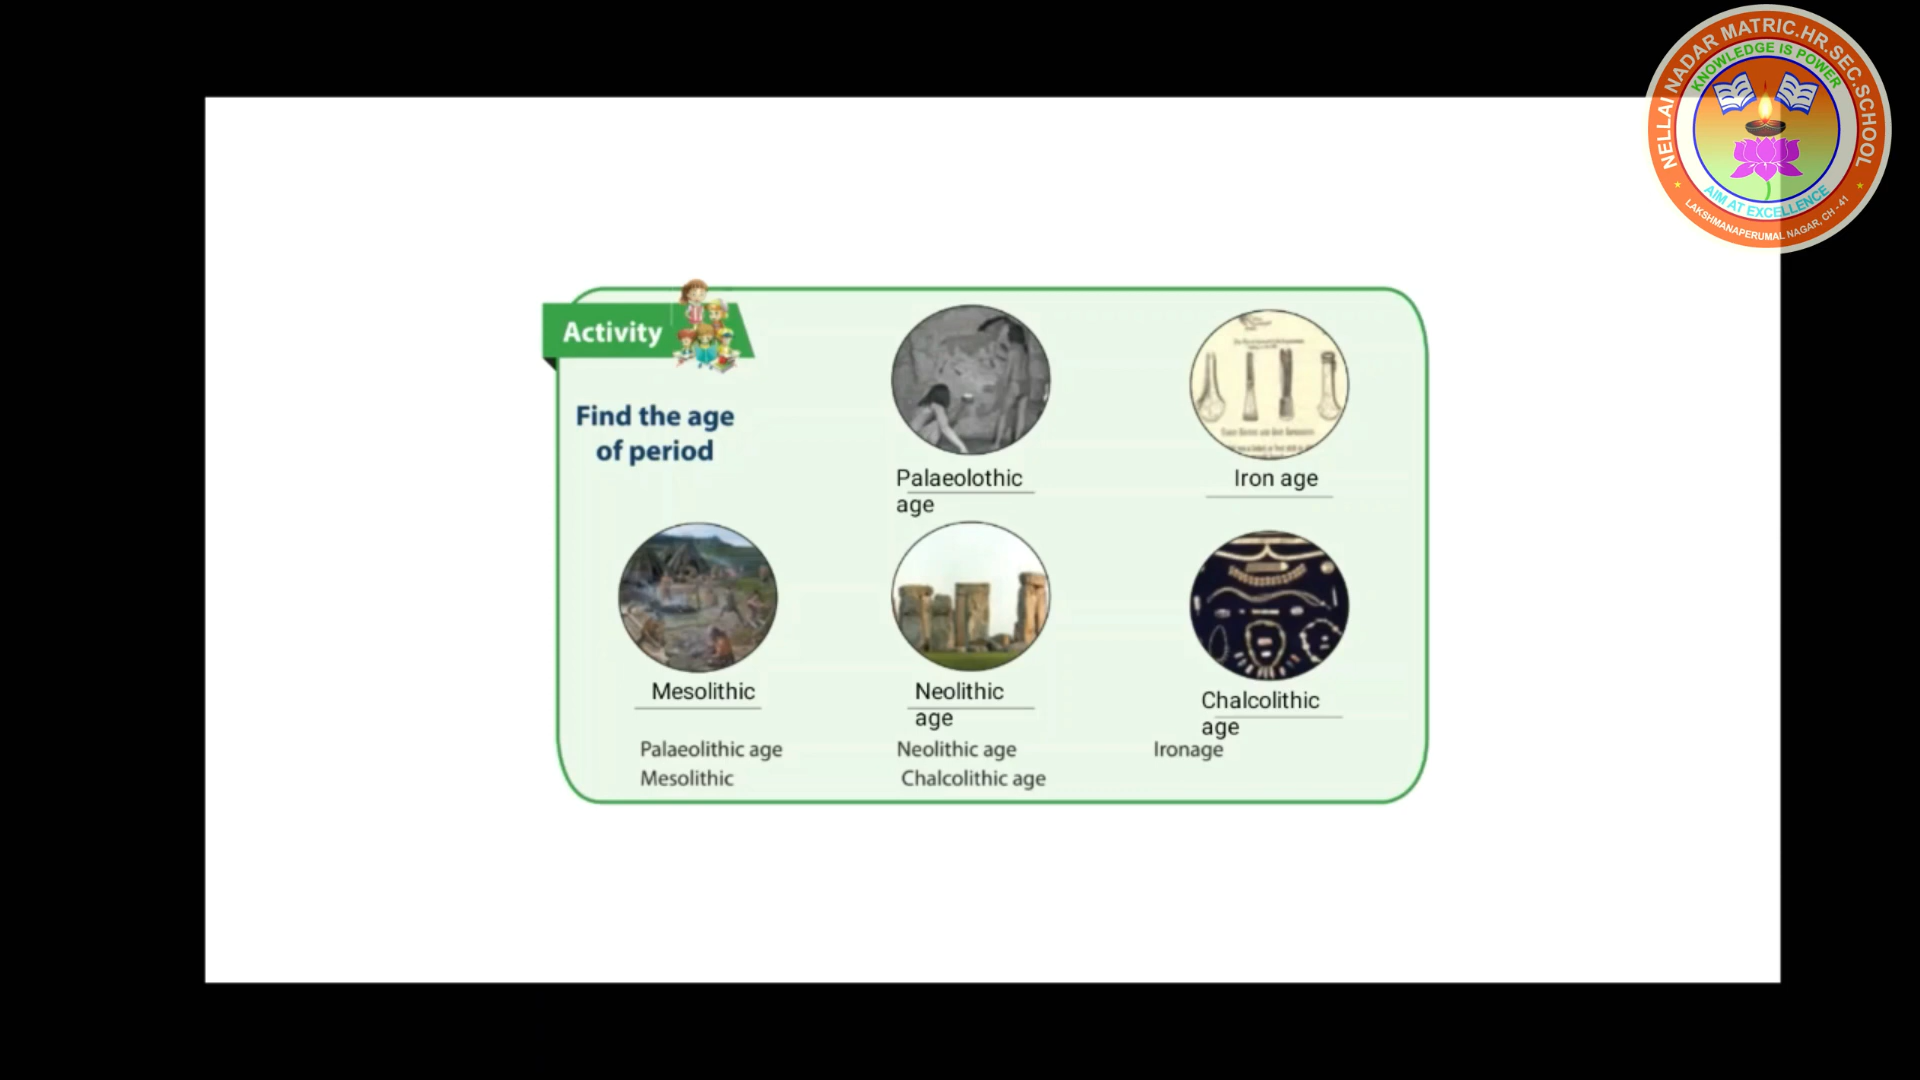 NELLAI NADAR MATRIC.HR.SEC.SCHOOL
KNOWLEDGE IS POWER
AIM AT EXCELLENCE
LAKSHMANAPERUMAL NAGAR, CH - 41
Activity
Find the age
of period
Palaeolothic
age
Iron age
Mesolithic
Neolithic
age
Chalcolithic
age
Palaeolithic age
Neolithic age
Ironage
Mesolithic
Chalcolithic age